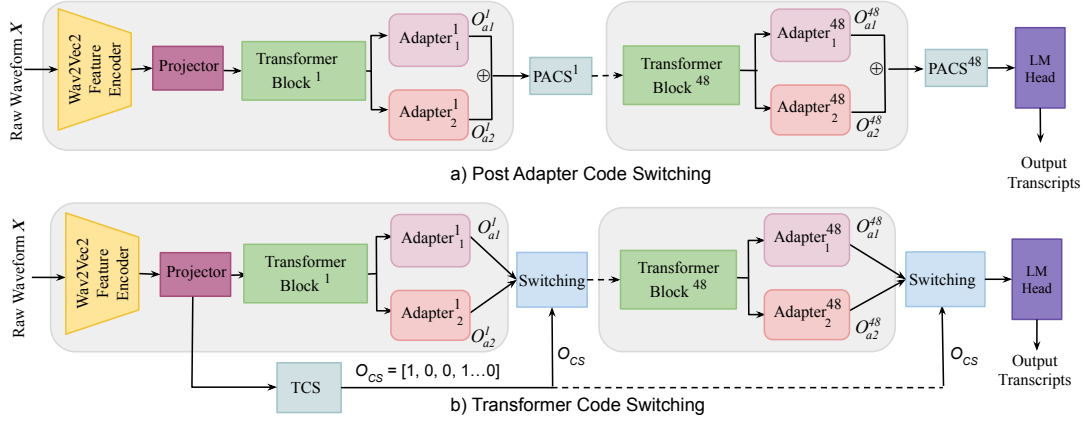 Raw Waveform X
Wav2Vec2
Feature
Encoder
Projector
Transformer
Block 1
Adapter 1 1
O a1 1
Adapter 1 2
O a2 1
⊕
PACS 1
Transformer
Block 48
Adapter 48 1
O a1 48
Adapter 48 2
O a2 48
⊕
PACS 48
LM
Head
Output
Transcripts
a) Post Adapter Code Switching
Raw Waveform X
Wav2Vec2
Feature
Encoder
Projector
Transformer
Block 1
Adapter 1 1
O a1 1
Adapter 1 2
O a2 1
Switching
Transformer
Block 48
Adapter 48 1
O a1 48
Adapter 48 2
O a2 48
Switching
LM
Head
Output
Transcripts
TCS
O CS = [1, 0, 0, 1...0]
O CS
O CS
b) Transformer Code Switching